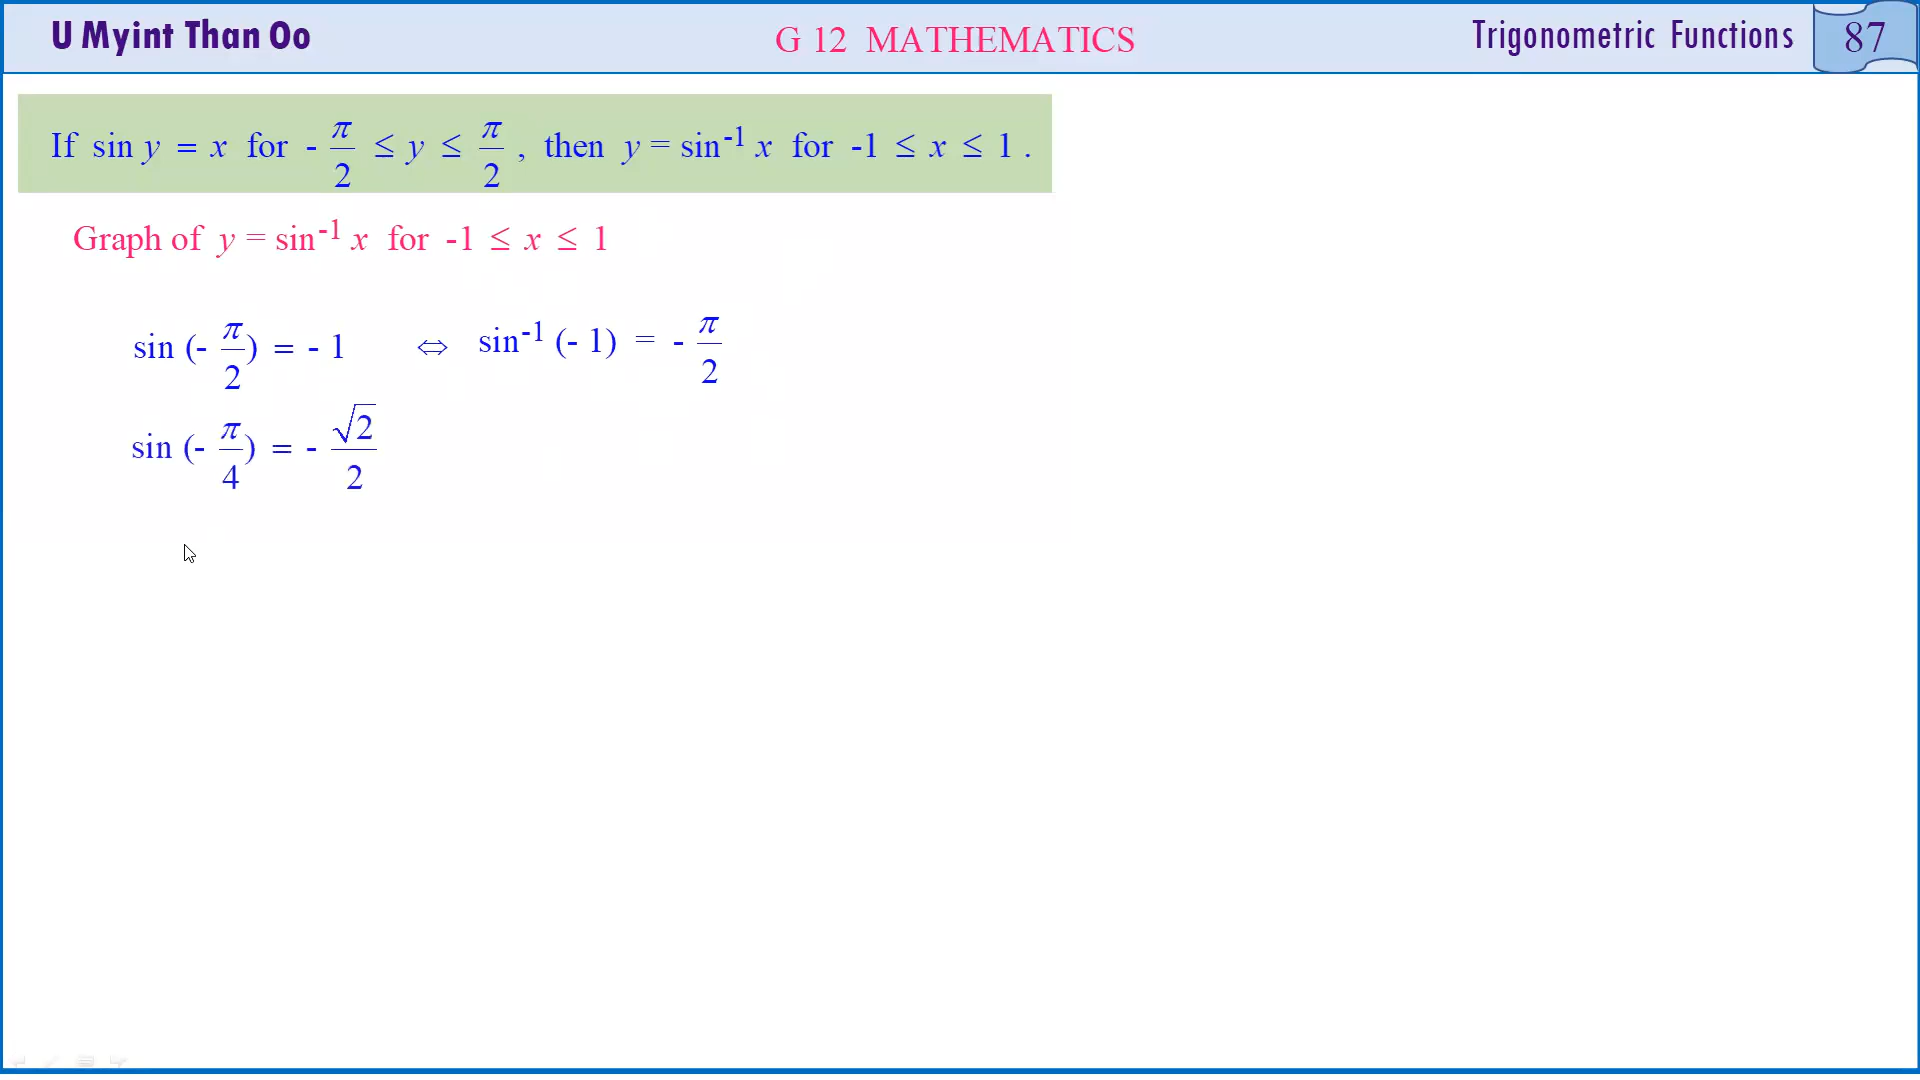 U Myint Than Oo G 12 MATHEMATICS Trigonometric Functions 87
If sin y = x for - π/2 ≤ y ≤ π/2 , then y = sin⁻¹ x for -1 ≤ x ≤ 1 .
Graph of y = sin⁻¹ x for -1 ≤ x ≤ 1
sin (- π/2) = - 1 ⇔ sin⁻¹ (- 1) = - π/2
sin (- π/4) = - √2/2